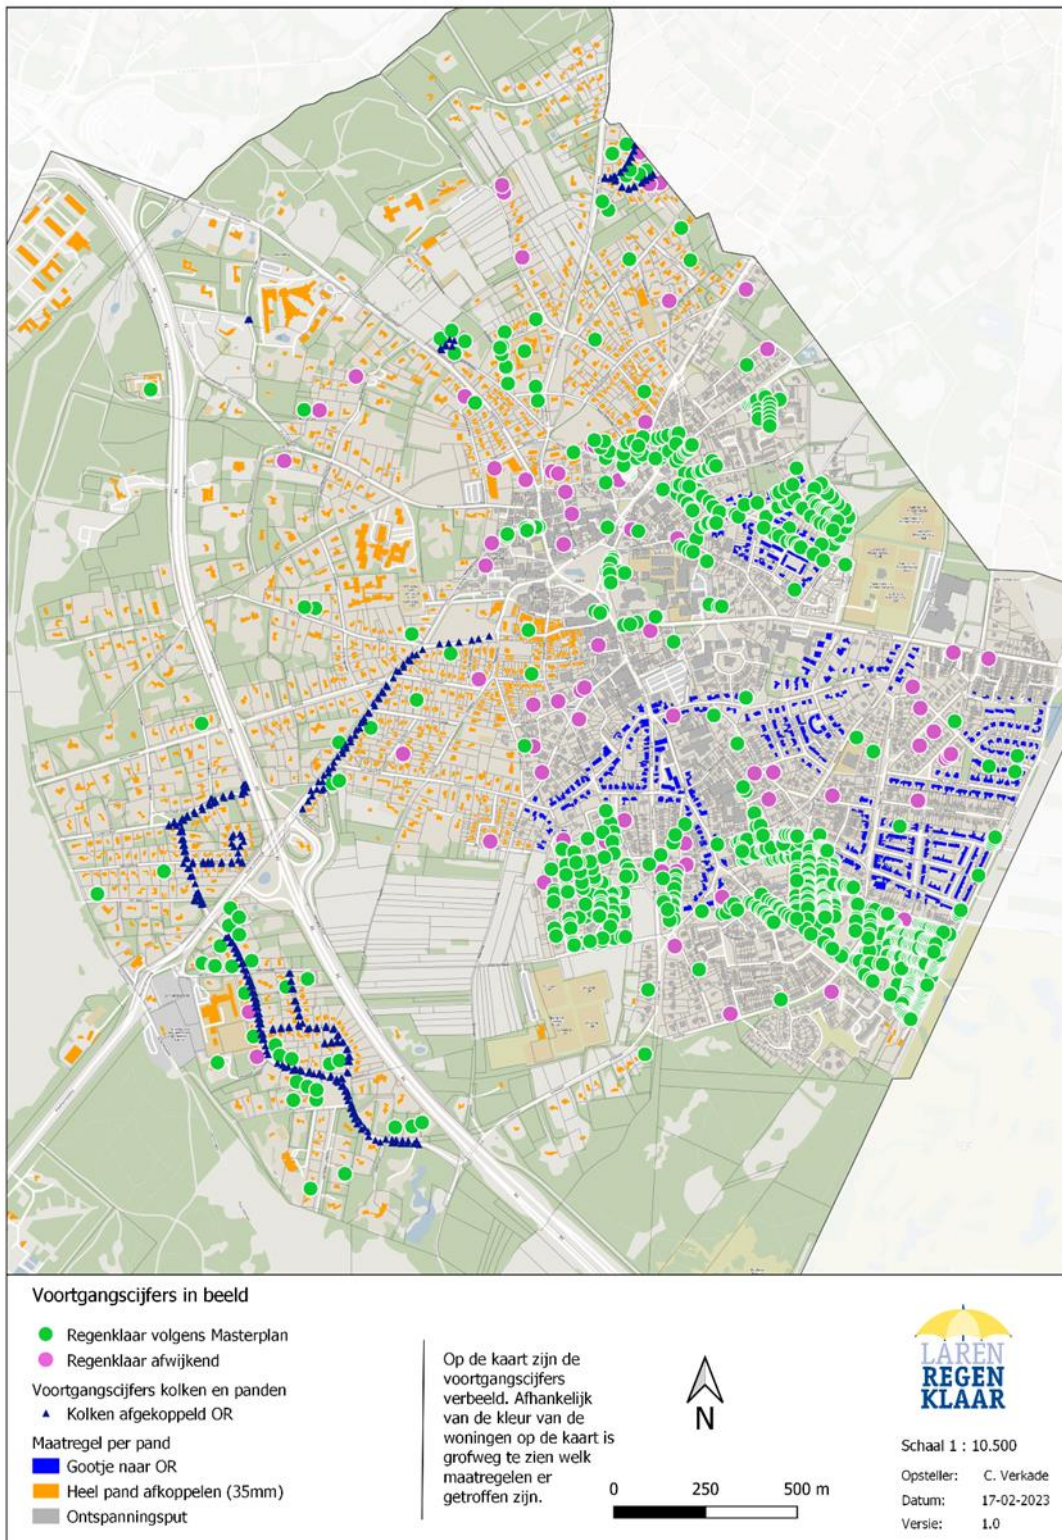 Voortgangscijfers in beeld
Regenklaar volgens Masterplan
Regenklaar afwijkend
Voortgangscijfers kolken en panden
Kolken afgekoppeld OR
Maatregel per pand
Gootje naar OR
Heel pand afkoppelen (35mm)
Ontspanningsput
Op de kaart zijn de
voortgangscijfers
verbeeld. Afhankelijk
van de kleur van de
woningen op de kaart is
grofweg te zien welk
maatregelen er
getroffen zijn.
N
0 250 500 m
LAREN
REGEN
KLAAR
Schaal 1 : 10.500
Opsteller: C. Verkade
Datum: 17-02-2023
Versie: 1.0